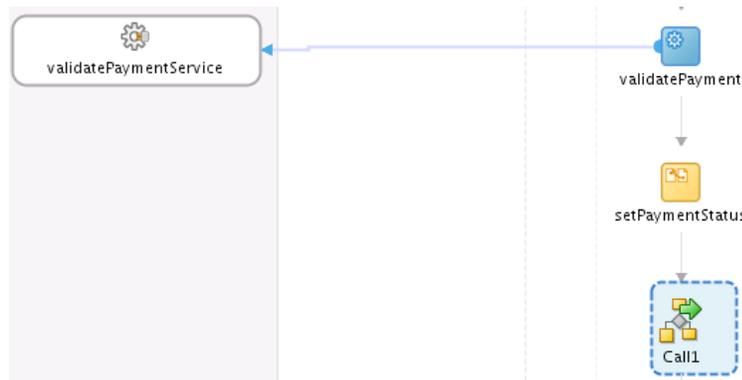 validatePaymentService
validatePayment
setPaymentStatus
Call1